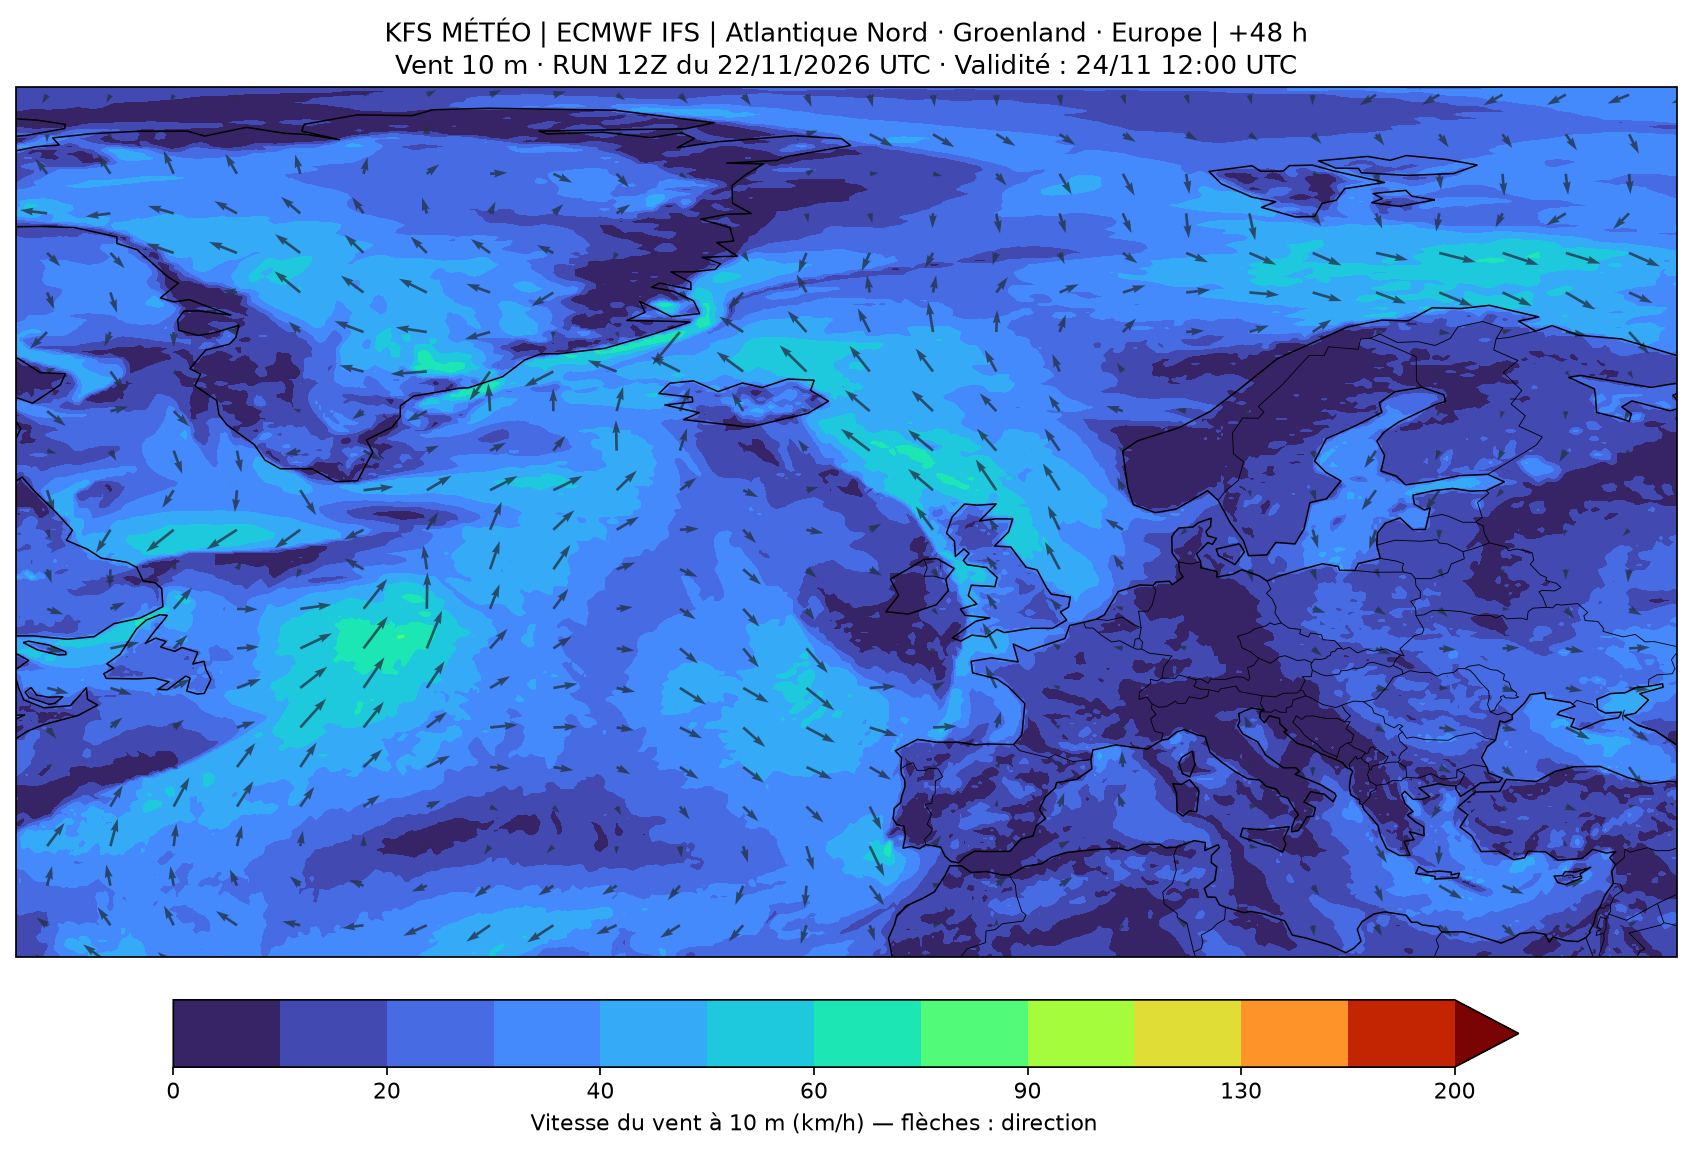 KFS MÉTÉO | ECMWF IFS | Atlantique Nord · Groenland · Europe | +48 h
Vent 10 m · RUN 12Z du 22/11/2026 UTC · Validité : 24/11 12:00 UTC
0 20 40 60 90 130 200
Vitesse du vent à 10 m (km/h) — flèches : direction